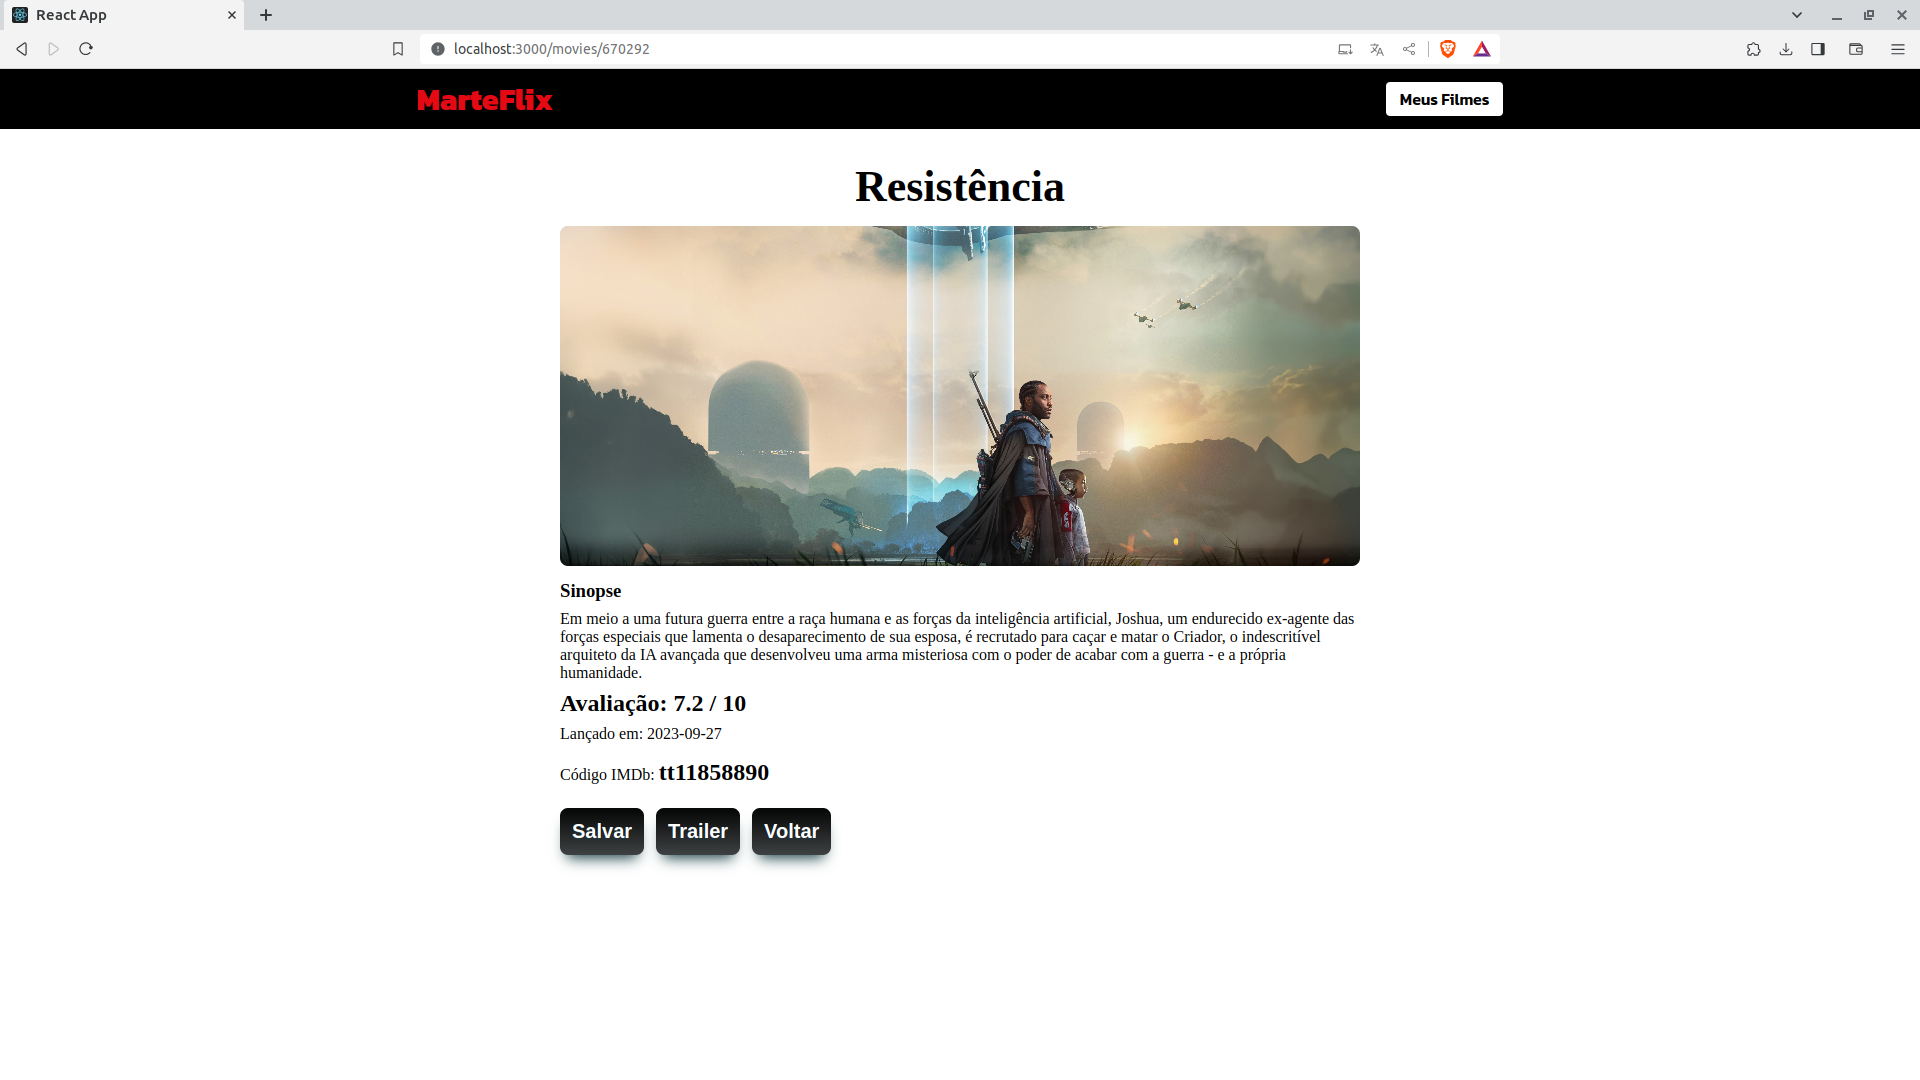 React App
localhost:3000/movies/670292
MarteFlix
Meus Filmes
Resistência
Sinopse
Em meio a uma futura guerra entre a raça humana e as forças da inteligência artificial, Joshua, um endurecido ex-agente das
forças especiais que lamenta o desaparecimento de sua esposa, é recrutado para caçar e matar o Criador, o indescritível
arquiteto da IA avançada que desenvolveu uma arma misteriosa com o poder de acabar com a guerra - e a própria
humanidade.
Avaliação: 7.2 / 10
Lançado em: 2023-09-27
Código IMDb: tt11858890
Salvar
Trailer
Voltar